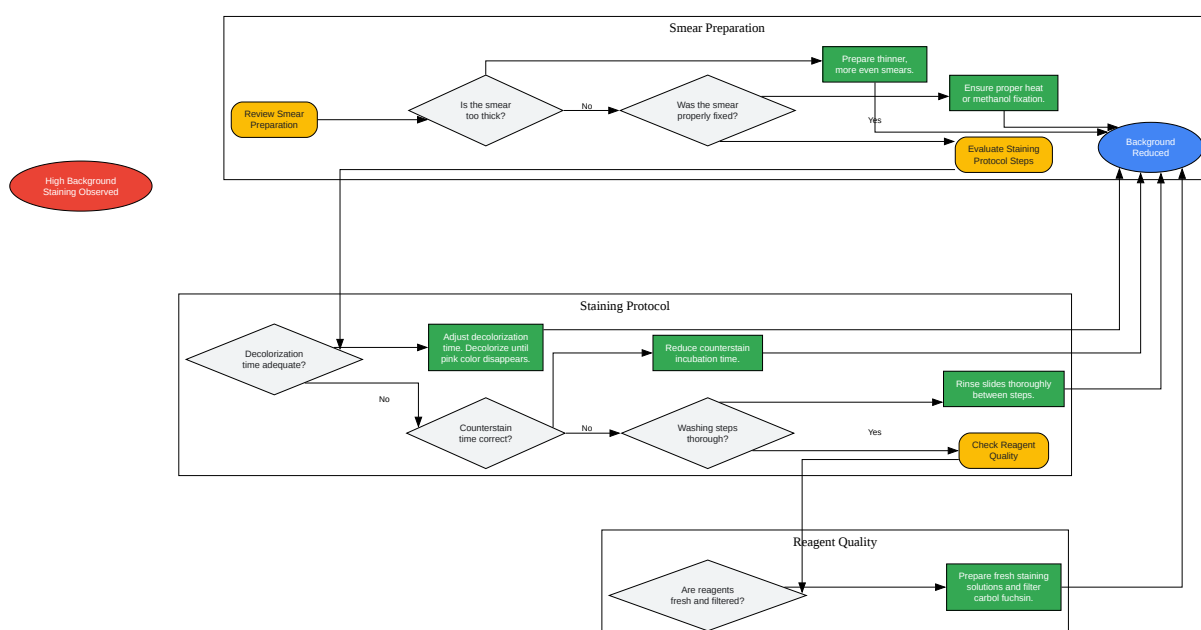 Smear Preparation
Prepare thinner,
more even smears.
Ensure proper heat
or methanol fixation.
Is the smear
too thick?
No
Was the smear
properly fixed?
Yes
Review Smear
Preparation
Background
Reduced
Evaluate Staining
Protocol Steps
High Background
Staining Observed
Staining Protocol
Decolorization
time adequate?
Adjust decolorization
time. Decolorize until
pink color disappears.
Reduce counterstain
incubation time.
Rinse slides thoroughly
between steps.
No
Counterstain
time correct?
No
Washing steps
thorough?
Yes
Check Reagent
Quality
Reagent Quality
Are reagents
fresh and filtered?
Prepare fresh staining
solutions and filter
carbol fuchsin.